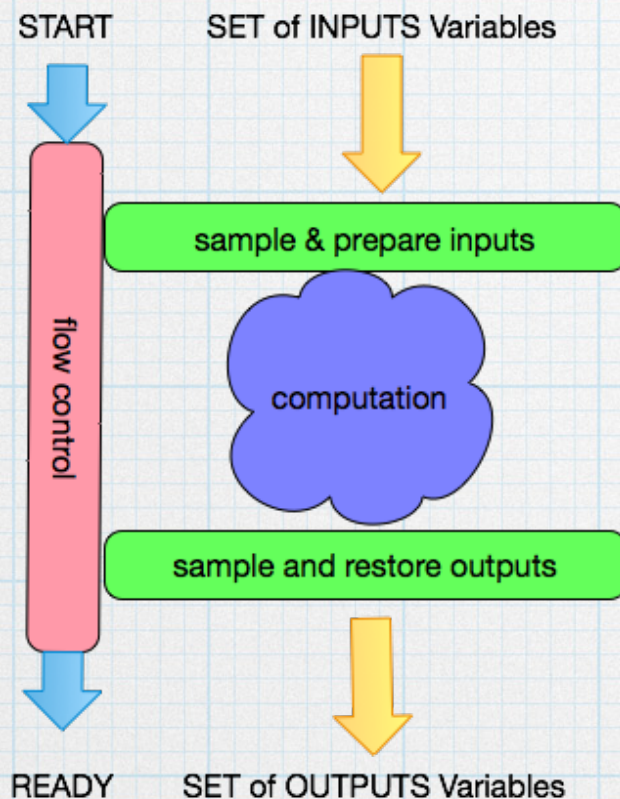 START
SET of INPUTS Variables
sample & prepare inputs
flow control
computation
sample and restore outputs
READY
SET of OUTPUTS Variables